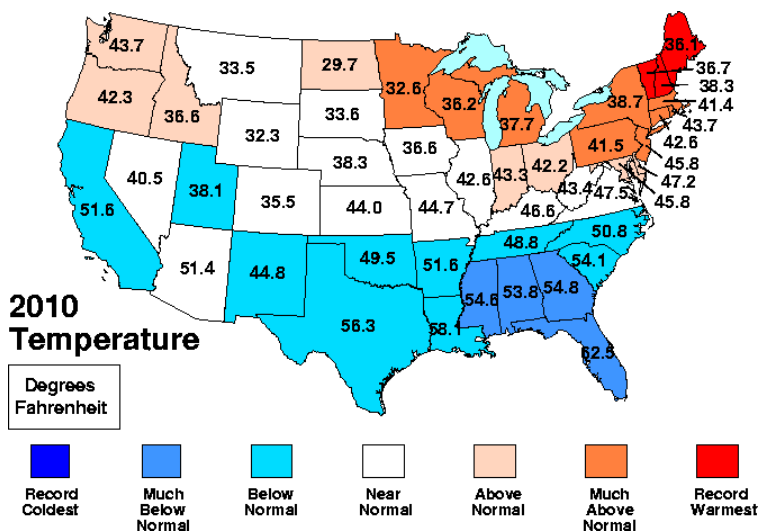 43.7
33.5
29.7
32.6
36.1
36.7
38.3
42.3
36.6
33.6
36.2
38.7
41.4
37.7
43.7
32.3
36.6
41.5
42.6
38.3
45.8
40.5
38.1
35.5
42.6
43.3
42.2
47.2
51.6
44.0
44.7
43.4
47.5
45.8
46.6
51.4
44.8
49.5
51.6
48.8
50.8
54.1
54.6
53.8
54.8
56.3
58.1
62.5
2010
Temperature
Degrees
Fahrenheit
Record
Coldest
Much
Below
Normal
Below
Normal
Near
Normal
Above
Normal
Much
Above
Normal
Record
Warmest